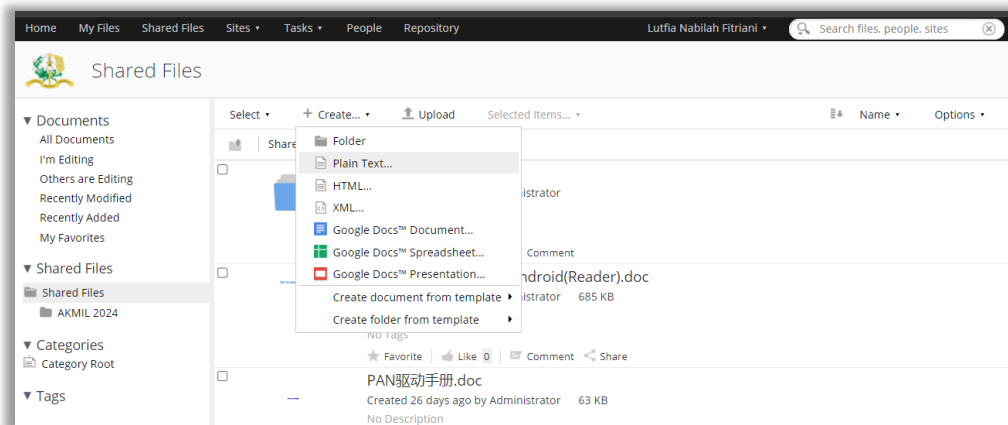 Home My Files Shared Files Sites Tasks People Repository Lutfia Nabilah Fitriani Search files, people, sites
Shared Files
Documents
All Documents
I'm Editing
Others are Editing
Recently Modified
Recently Added
My Favorites
Shared Files
Shared Files
AKMIL 2024
Categories
Category Root
Tags
Select Create... Upload Selected Items... Name Options
Folder
Plain Text...
HTML...
XML...
Google Docs™ Document...
Google Docs™ Spreadsheet...
Google Docs™ Presentation...
Create document from template
Create folder from template
Comment
(Reader).doc
685 KB
No Tags
Favorite Like 0 Comment Share
PAN驱动手册.doc
Created 26 days ago by Administrator 63 KB
No Description